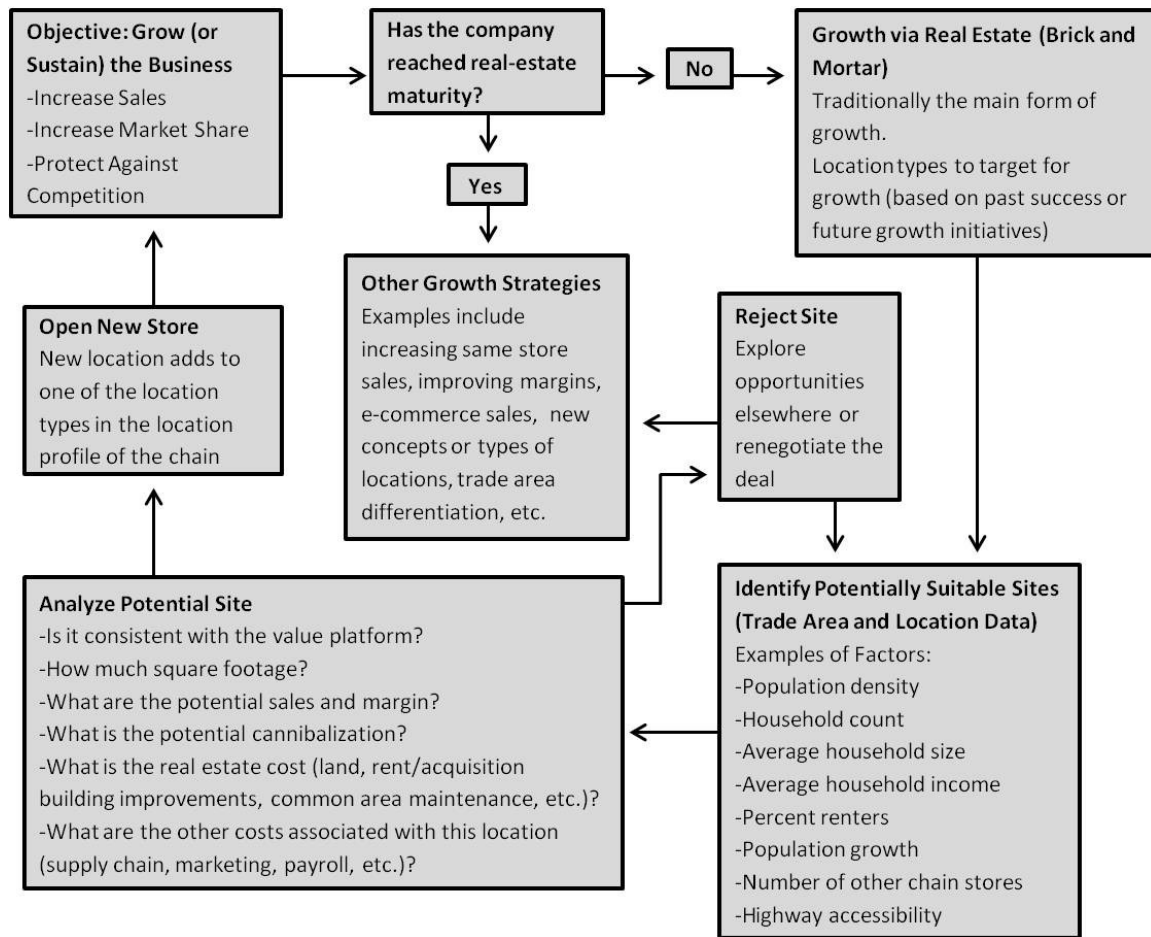 Objective: Grow (or
Sustain) the Business
-Increase Sales
-Increase Market Share
-Protect Against
Competition
Has the company
reached real-estate
maturity?
No
Growth via Real Estate (Brick and
Mortar)
Traditionally the main form of
growth.
Location types to target for
growth (based on past success or
future growth initiatives)
Yes
Other Growth Strategies
Examples include
increasing same store
sales, improving margins,
e-commerce sales, new
concepts or types of
locations, trade area
differentiation, etc.
Open New Store
New location adds to
one of the location
types in the location
profile of the chain
Reject Site
Explore
opportunities
elsewhere or
renegotiate the
deal
Analyze Potential Site
-Is it consistent with the value platform?
-How much square footage?
-What are the potential sales and margin?
-What is the potential cannibalization?
-What is the real estate cost (land, rent/acquisition
building improvements, common area maintenance, etc.)?
-What are the other costs associated with this location
(supply chain, marketing, payroll, etc.)?
Identify Potentially Suitable Sites
(Trade Area and Location Data)
Examples of Factors:
-Population density
-Household count
-Average household size
-Average household income
-Percent renters
-Population growth
-Number of other chain stores
-Highway accessibility